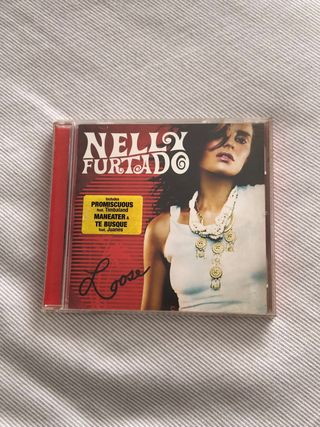 NELLY
FURTADO
Includes
PROMISCUOUS
feat. Timbaland
MANEATER &
TE BUSQUE
feat. Juanes
Loose